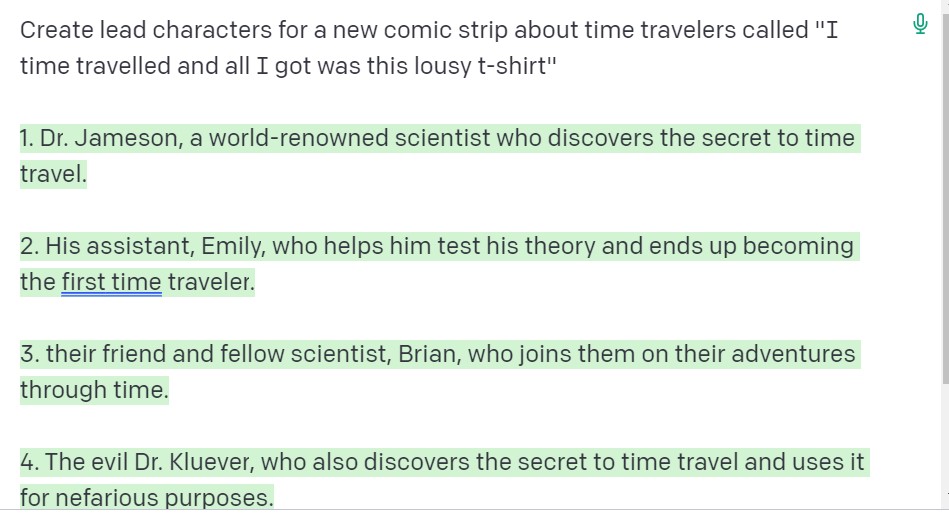 Create lead characters for a new comic strip about time travelers called "I
time travelled and all I got was this lousy t-shirt"
1. Dr. Jameson, a world-renowned scientist who discovers the secret to time
travel.
2. His assistant, Emily, who helps him test his theory and ends up becoming
the first time traveler.
3. their friend and fellow scientist, Brian, who joins them on their adventures
through time.
4. The evil Dr. Kluever, who also discovers the secret to time travel and uses it
for nefarious purposes.